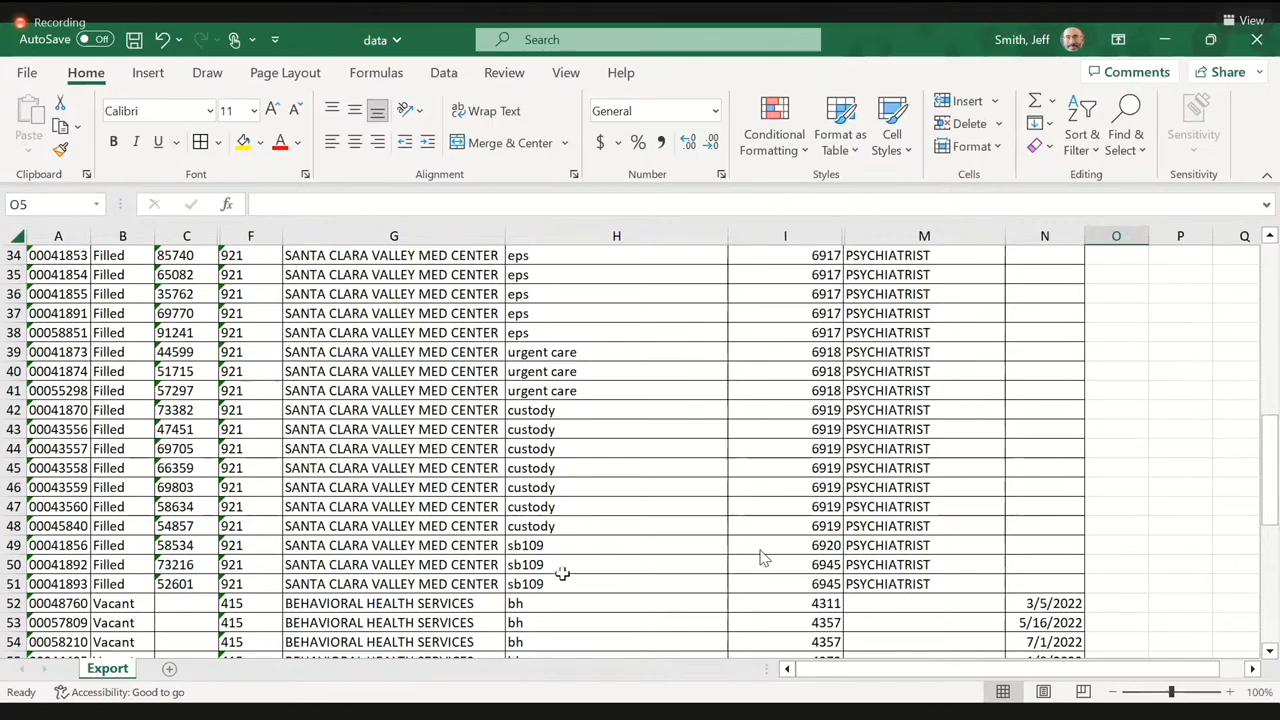 Recording
View
AutoSave Off
data
Search
Smith, Jeff
File Home Insert Draw Page Layout Formulas Data Review View Help
Comments
Share
Paste
Calibri 11
Wrap Text
General
Conditional Formatting
Format as Table
Cell Styles
Insert
Delete
Format
Sort & Filter
Find & Select
Sensitivity
B I U
Merge & Center
$ % ,
Clipboard Font Alignment Number Styles Cells Editing Sensitivity
O5 fx
A B C F G H I M N O P Q
34 00041853 Filled 85740 921 SANTA CLARA VALLEY MED CENTER eps 6917 PSYCHIATRIST
35 00041854 Filled 65082 921 SANTA CLARA VALLEY MED CENTER eps 6917 PSYCHIATRIST
36 00041855 Filled 35762 921 SANTA CLARA VALLEY MED CENTER eps 6917 PSYCHIATRIST
37 00041891 Filled 69770 921 SANTA CLARA VALLEY MED CENTER eps 6917 PSYCHIATRIST
38 00058851 Filled 91241 921 SANTA CLARA VALLEY MED CENTER eps 6917 PSYCHIATRIST
39 00041873 Filled 44599 921 SANTA CLARA VALLEY MED CENTER urgent care 6918 PSYCHIATRIST
40 00041874 Filled 51715 921 SANTA CLARA VALLEY MED CENTER urgent care 6918 PSYCHIATRIST
41 00055298 Filled 57297 921 SANTA CLARA VALLEY MED CENTER urgent care 6918 PSYCHIATRIST
42 00041870 Filled 73382 921 SANTA CLARA VALLEY MED CENTER custody 6919 PSYCHIATRIST
43 00043556 Filled 47451 921 SANTA CLARA VALLEY MED CENTER custody 6919 PSYCHIATRIST
44 00043557 Filled 69705 921 SANTA CLARA VALLEY MED CENTER custody 6919 PSYCHIATRIST
45 00043558 Filled 66359 921 SANTA CLARA VALLEY MED CENTER custody 6919 PSYCHIATRIST
46 00043559 Filled 69803 921 SANTA CLARA VALLEY MED CENTER custody 6919 PSYCHIATRIST
47 00043560 Filled 58634 921 SANTA CLARA VALLEY MED CENTER custody 6919 PSYCHIATRIST
48 00045840 Filled 54857 921 SANTA CLARA VALLEY MED CENTER custody 6919 PSYCHIATRIST
49 00041856 Filled 58534 921 SANTA CLARA VALLEY MED CENTER sb109 6920 PSYCHIATRIST
50 00041892 Filled 73216 921 SANTA CLARA VALLEY MED CENTER sb109 6945 PSYCHIATRIST
51 00041893 Filled 52601 921 SANTA CLARA VALLEY MED CENTER sb109 6945 PSYCHIATRIST
52 00048760 Vacant 415 BEHAVIORAL HEALTH SERVICES bh 4311 3/5/2022
53 00057809 Vacant 415 BEHAVIORAL HEALTH SERVICES bh 4357 5/16/2022
54 00058210 Vacant 415 BEHAVIORAL HEALTH SERVICES bh 4357 7/1/2022
Export
Ready Accessibility: Good to go 100%